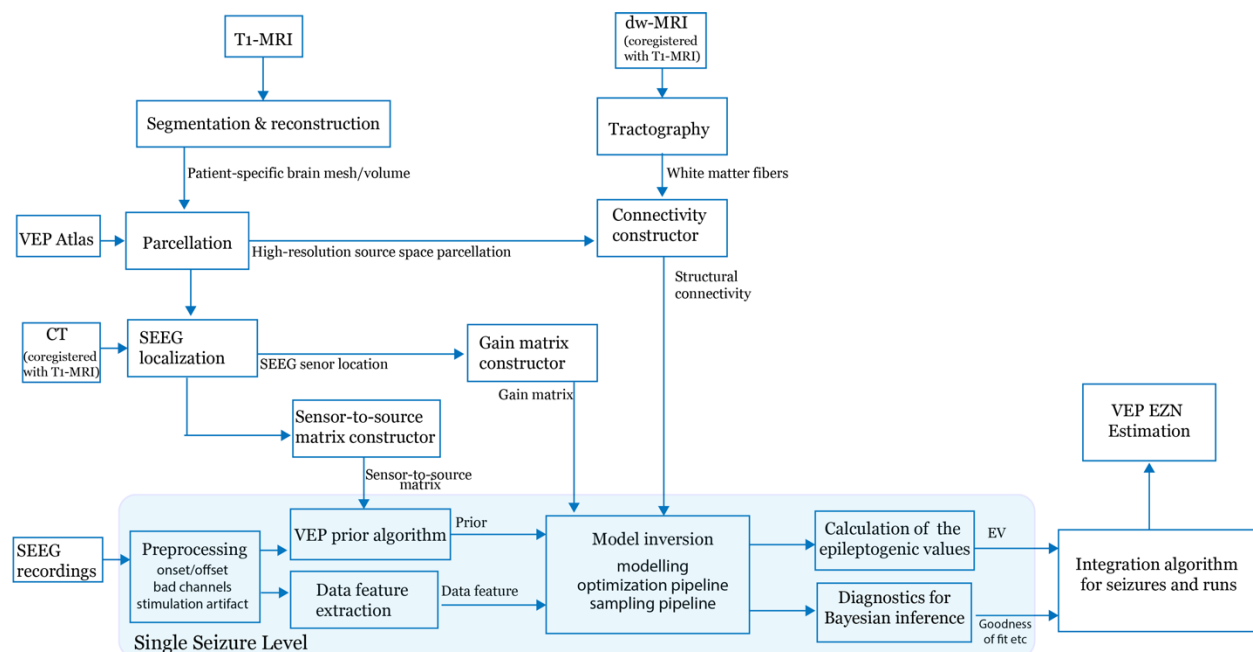 T1-MRI
dw-MRI
(coregistered
with T1-MRI)
Segmentation & reconstruction
Tractography
Patient-specific brain mesh/volume
White matter fibers
VEP Atlas
Parcellation
High-resolution source space parcellation
Connectivity
constructor
Structural
connectivity
CT
(coregistered
with T1-MRI)
SEEG
localization
SEEG senor location
Gain matrix
constructor
Gain matrix
Sensor-to-source
matrix constructor
Sensor-to-source
matrix
VEP EZN
Estimation
SEEG
recordings
Preprocessing
onset/offset
bad channels
stimulation artifact
VEP prior algorithm
Prior
Data feature
extraction
Data feature
Model inversion
modelling
optimization pipeline
sampling pipeline
Calculation of the
epileptogenic values
EV
Diagnostics for
Bayesian inference
Goodness
of fit etc
Integration algorithm
for seizures and runs
Single Seizure Level